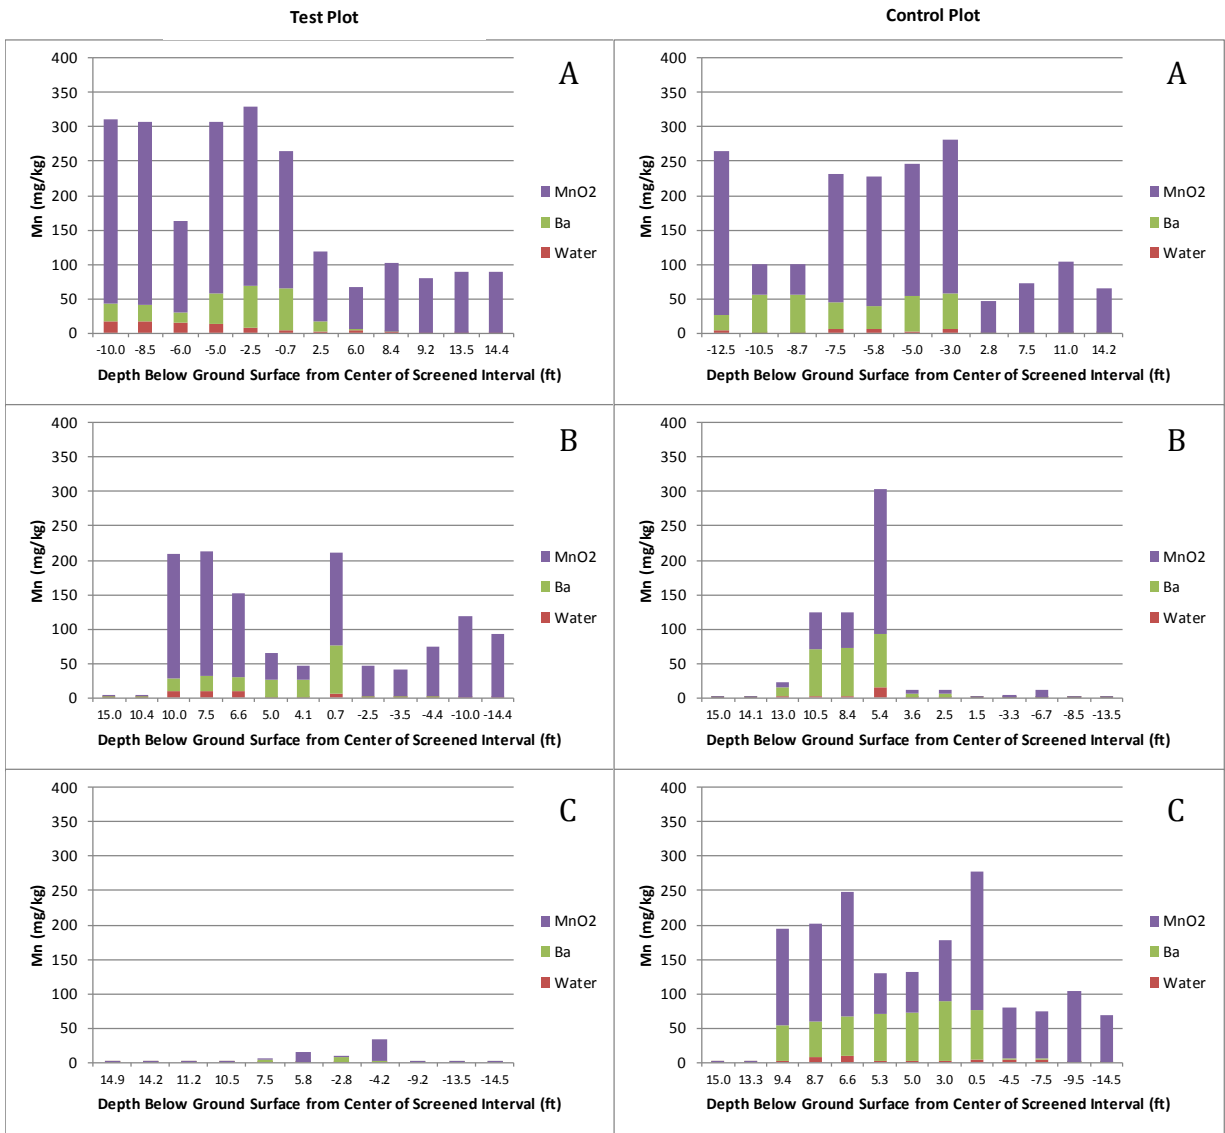 Test Plot
Control Plot
A
400
350
300
250
200
150
100
50
0
Mn (mg/kg)
MnO2
Ba
Water
-10.0 -8.5 -6.0 -5.0 -2.5 -0.7 2.5 6.0 8.4 9.2 13.5 14.4
Depth Below Ground Surface from Center of Screened Interval (ft)
A
400
350
300
250
200
150
100
50
0
Mn (mg/kg)
MnO2
Ba
Water
-12.5 -10.5 -8.7 -7.5 -5.8 -5.0 -3.0 2.8 7.5 11.0 14.2
Depth Below Ground Surface from Center of Screened Interval (ft)
B
400
350
300
250
200
150
100
50
0
Mn (mg/kg)
MnO2
Ba
Water
15.0 10.4 10.0 7.5 6.6 5.0 4.1 0.7 -2.5 -3.5 -4.4 -10.0 -14.4
Depth Below Ground Surface from Center of Screened Interval (ft)
B
400
350
300
250
200
150
100
50
0
Mn (mg/kg)
MnO2
Ba
Water
15.0 14.1 13.0 10.5 8.4 5.4 3.6 2.5 1.5 -3.3 -6.7 -8.5 -13.5
Depth Below Ground Surface from Center of Screened Interval (ft)
C
400
350
300
250
200
150
100
50
0
Mn (mg/kg)
MnO2
Ba
Water
14.9 14.2 11.2 10.5 7.5 5.8 -2.8 -4.2 -9.2 -13.5 -14.5
Depth Below Ground Surface from Center of Screened Interval (ft)
C
400
350
300
250
200
150
100
50
0
Mn (mg/kg)
MnO2
Ba
Water
15.0 13.3 9.4 8.7 6.6 5.3 5.0 3.0 0.5 -4.5 -7.5 -9.5 -14.5
Depth Below Ground Surface from Center of Screened Interval (ft)